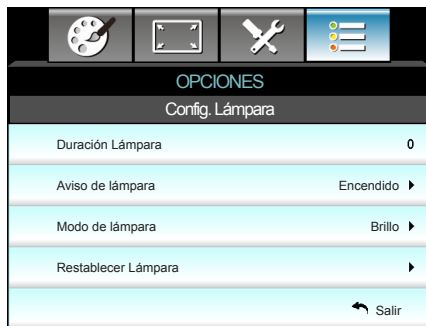 OPCIONES
Config. Lámpara
Duración Lámpara 0
Aviso de lámpara Encendido
Modo de lámpara Brillo
Restablecer Lámpara
Salir